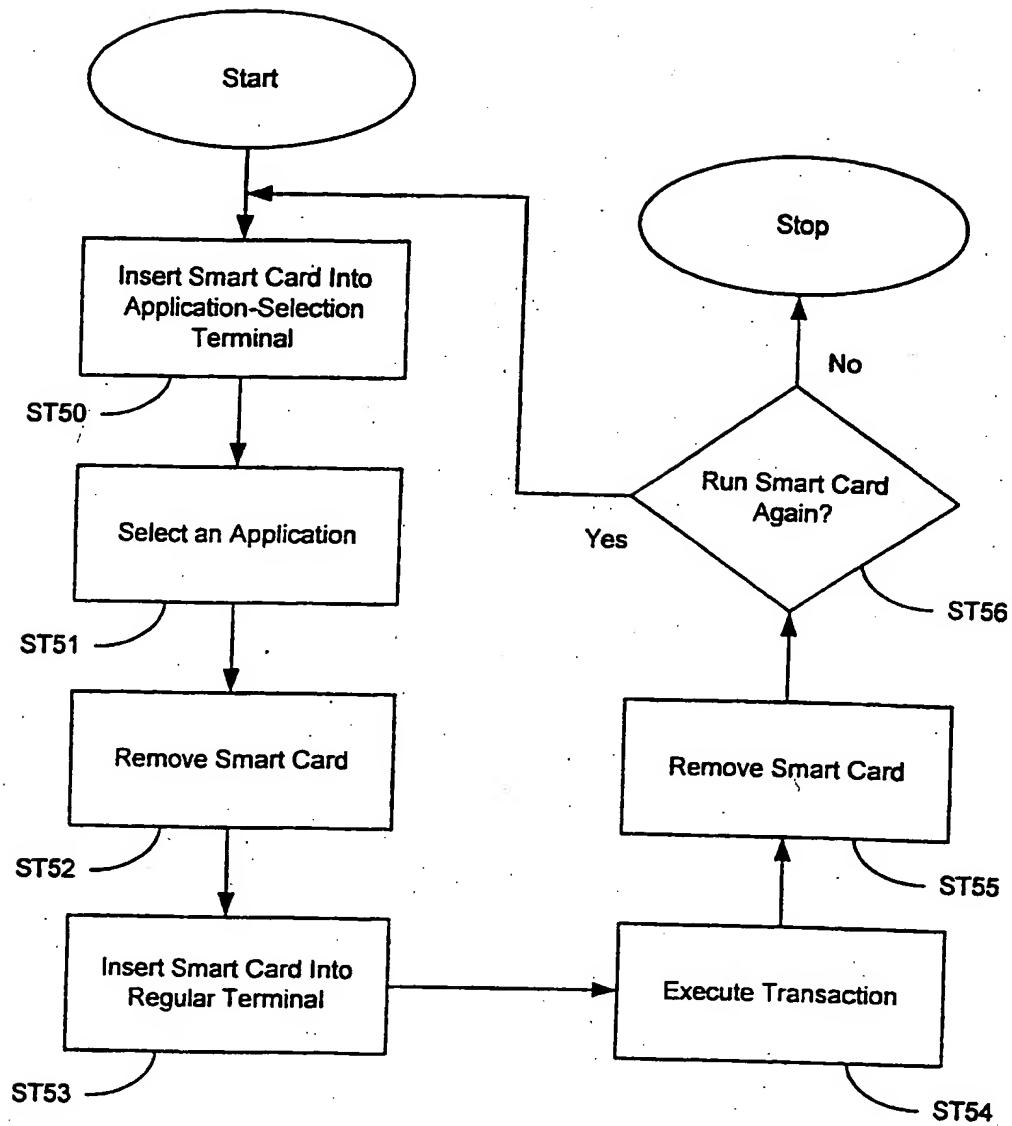 Start
Insert Smart Card Into
Application-Selection
Terminal
ST50
Select an Application
ST51
Remove Smart Card
ST52
Insert Smart Card Into
Regular Terminal
ST53
Execute Transaction
ST54
Remove Smart Card
ST55
Run Smart Card
Again?
ST56
Yes
No
Stop